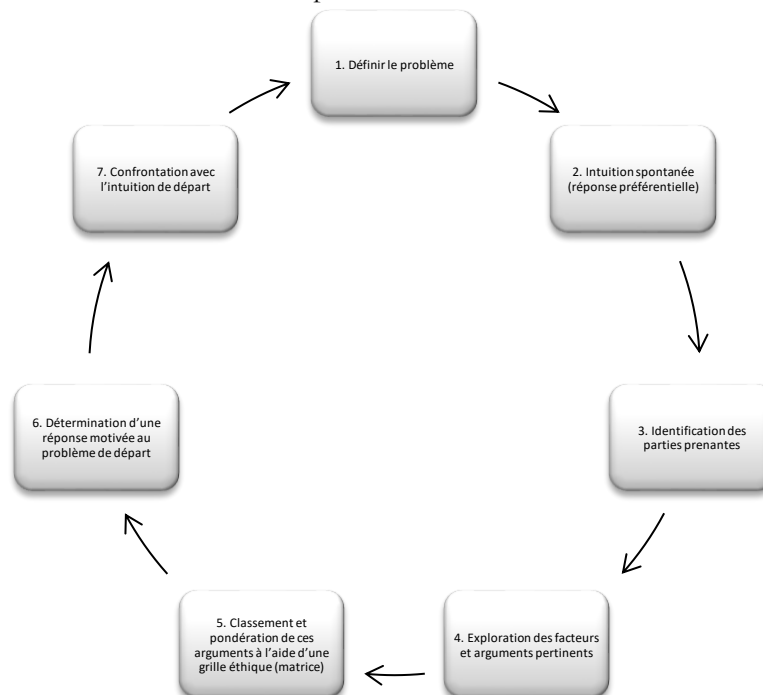 1. Définir le problème
2. Intuition spontanée
(réponse préférentielle)
3. Identification des
parties prenantes
4. Exploration des facteurs
et arguments pertinents
5. Classement et
pondération de ces
arguments à l'aide d'une
grille éthique (matrice)
6. Détermination d'une
réponse motivée au
problème de départ
7. Confrontation avec
l'intuition de départ